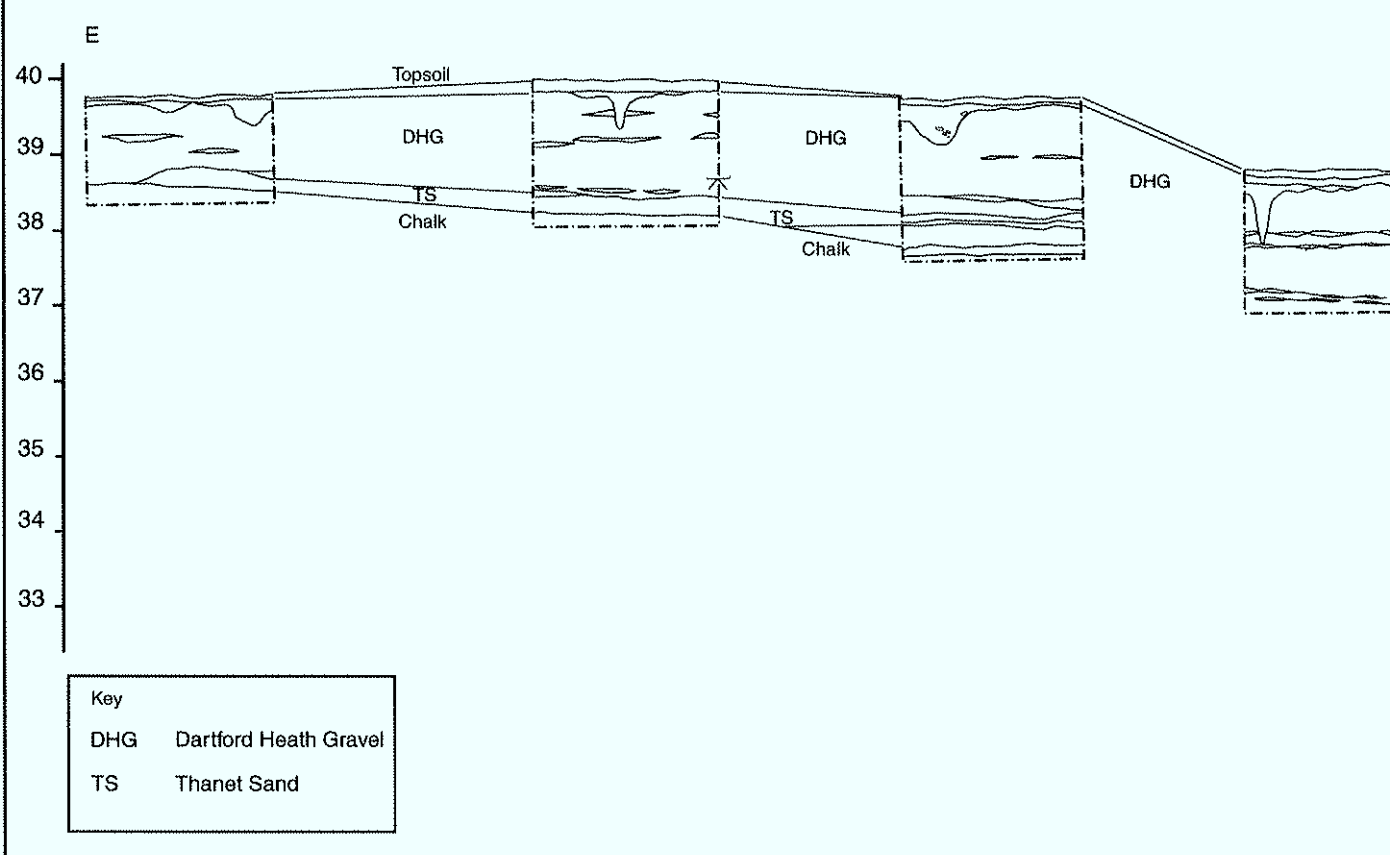 E
40
Topsoil
39
DHG
DHG
DHG
TS
38
Chalk
TS
Chalk
37
36
35
34
33
Key
DHG Dartford Heath Gravel
TS Thanet Sand